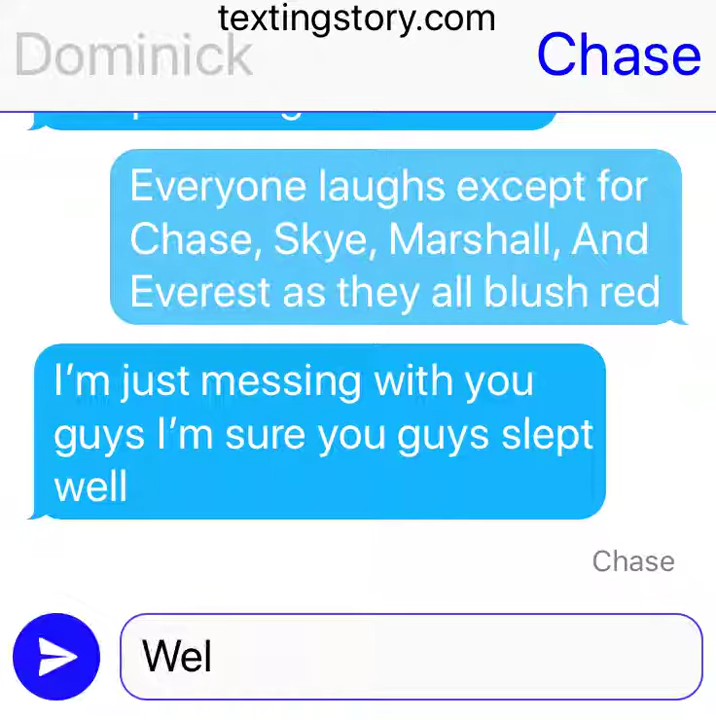 textingstory.com
Dominick
Chase
Everyone laughs except for
Chase, Skye, Marshall, And
Everest as they all blush red
I'm just messing with you
guys I'm sure you guys slept
well
Chase
Wel